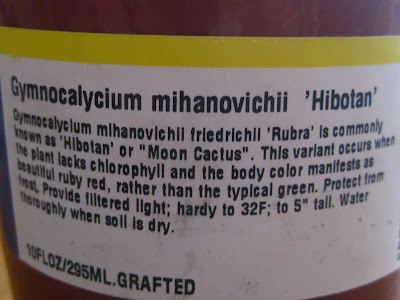 Gymnocalycium mihanovichii 'Hibotan'
Gymnocalycium mihanovichii friedrichii 'Rubra' is commonly
known as 'Hibotan' or "Moon Cactus". This variant occurs when
the plant lacks chlorophyll and the body color manifests as
beautiful ruby red, rather than the typical green. Protect from
frost, Provide filtered light; hardy to 32F; to 5" tall. Water
thoroughly when soil is dry.
10FLOZ/295ML.GRAFTED